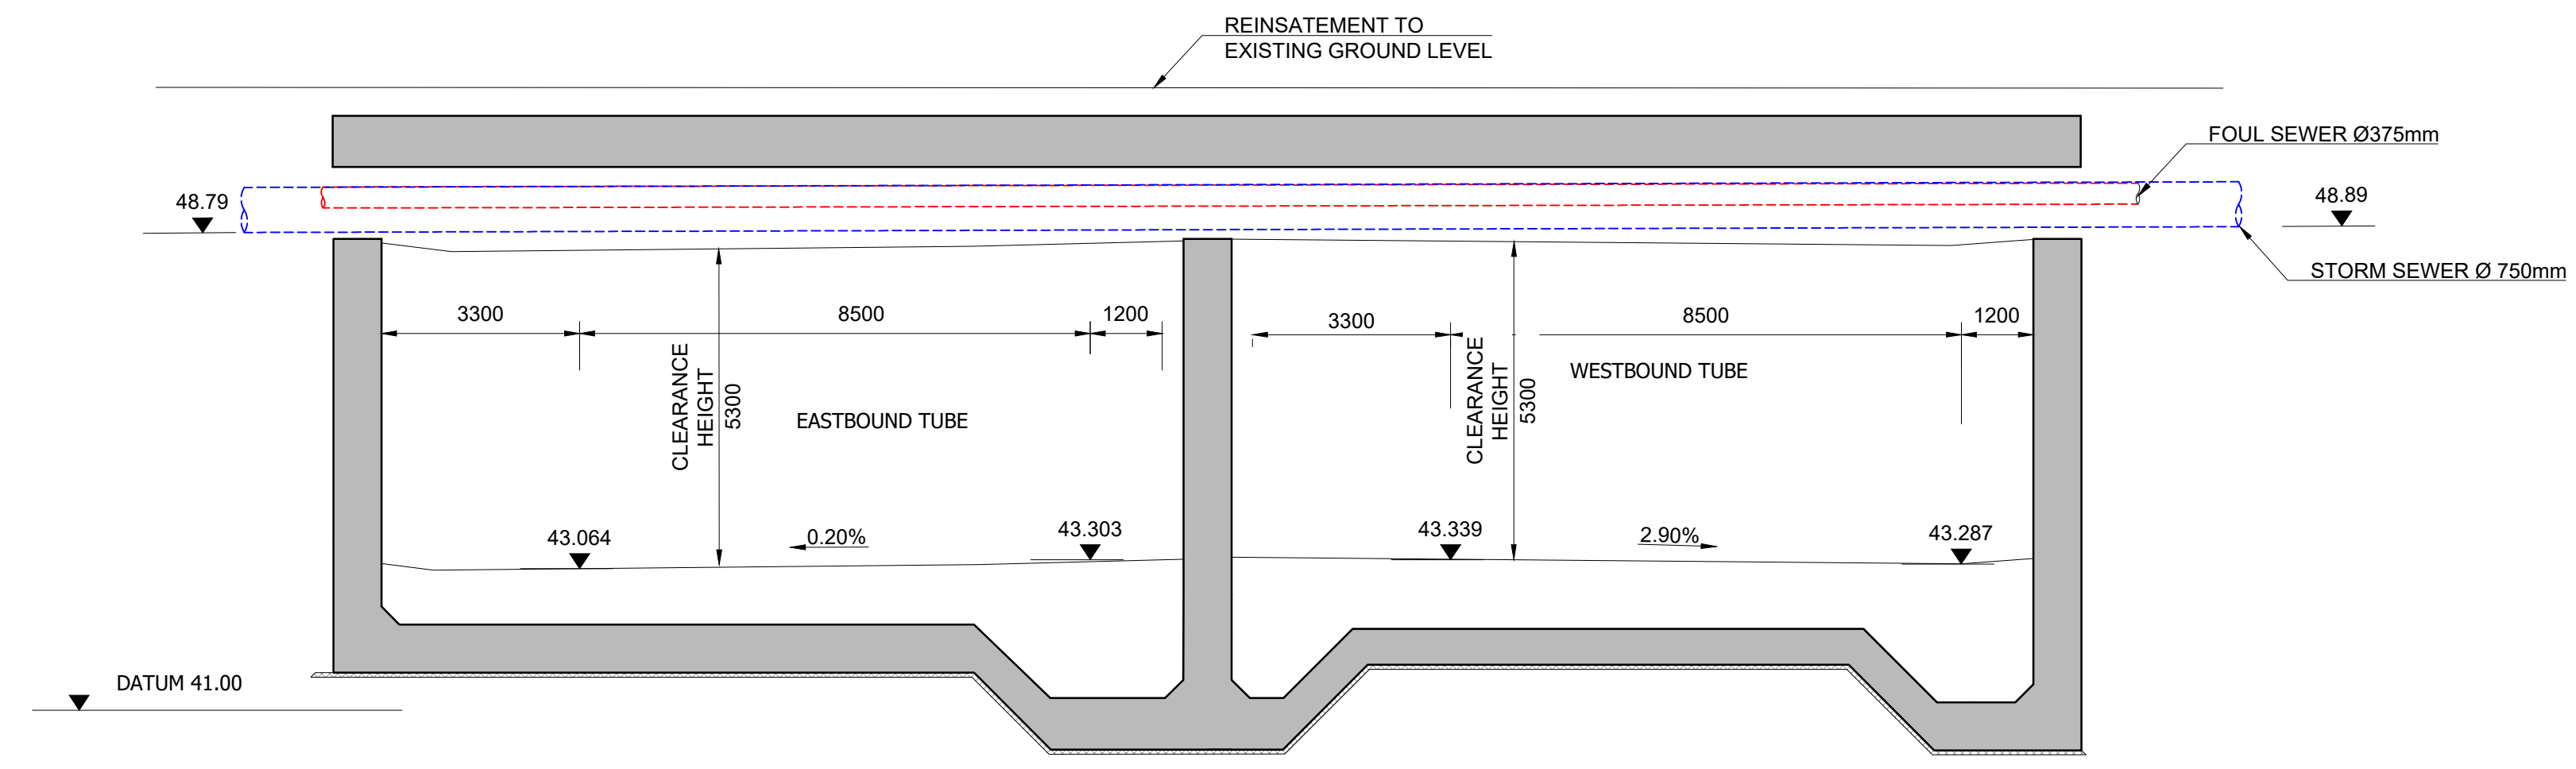 REINSATEMENT TO
EXISTING GROUND LEVEL
FOUL SEWER Ø375mm
48.79
48.89
STORM SEWER Ø 750mm
3300
8500
1200
3300
8500
1200
CLEARANCE
HEIGHT
5300
CLEARANCE
HEIGHT
5300
WESTBOUND TUBE
EASTBOUND TUBE
43.064
0.20%
43.303
43.339
2.90%
43.287
DATUM 41.00